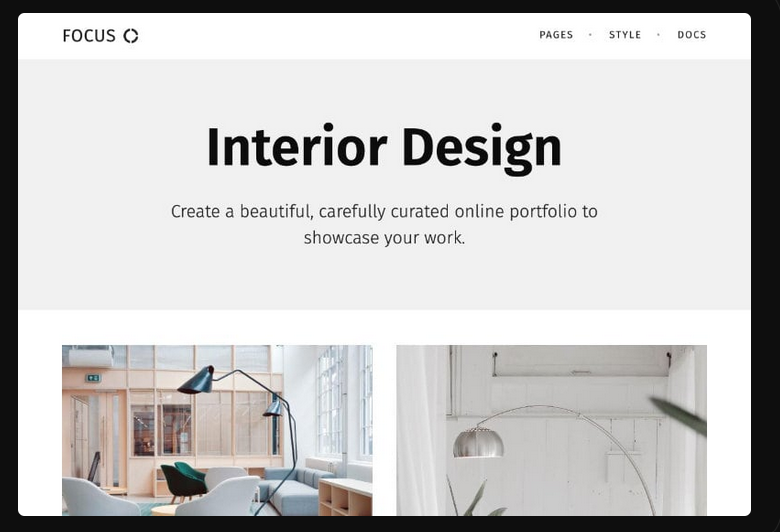 FOCUS
PAGES • STYLE • DOCS
Interior Design
Create a beautiful, carefully curated online portfolio to
showcase your work.